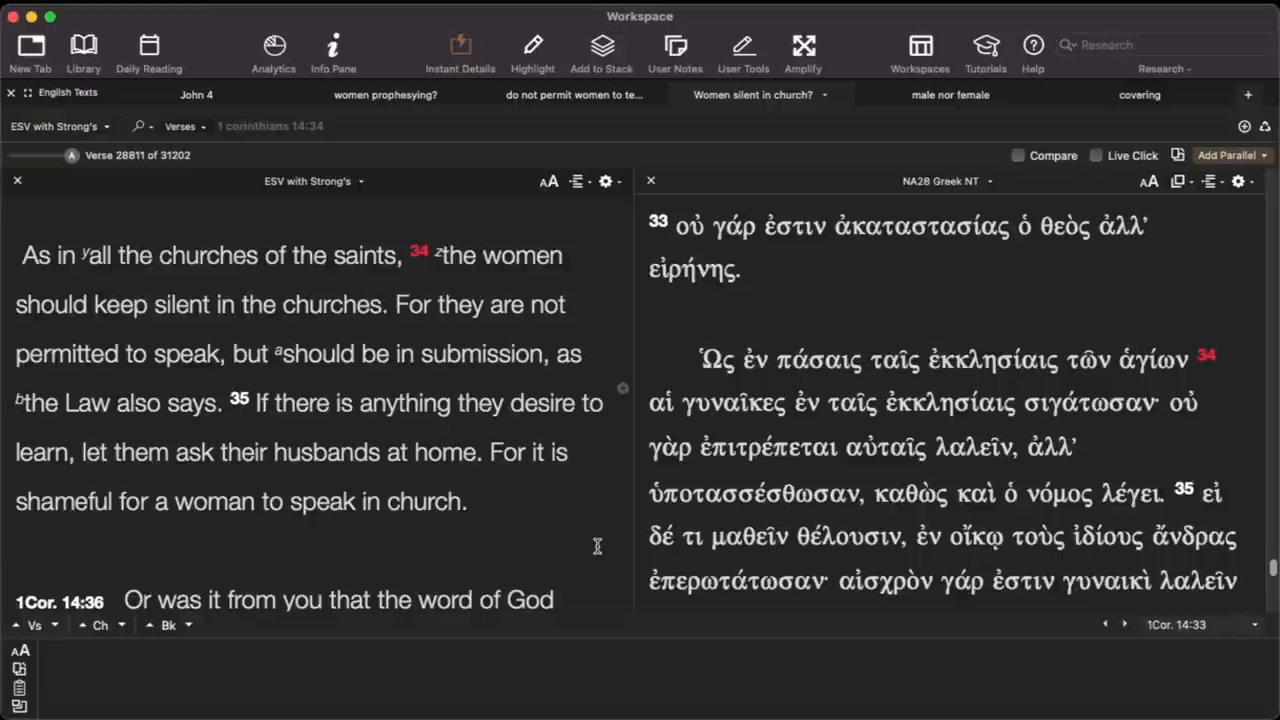 Workspace
New Tab Library Daily Reading Analytics Info Pane Instant Details Highlight Add to Stack User Notes User Tools Amplify Workspaces Tutorials Help Research
Research
English Texts John 4 women prophesying? do not permit women to te... Women silent in church? male nor female covering
ESV with Strong's Verses 1 corinthians 14:34
A Verse 28811 of 31202 Compare Live Click Add Parallel
ESV with Strong's AA
As in yall the churches of the saints, 34 zthe women
should keep silent in the churches. For they are not
permitted to speak, but ashould be in submission, as
bthe Law also says. 35 If there is anything they desire to
learn, let them ask their husbands at home. For it is
shameful for a woman to speak in church.
1Cor. 14:36 Or was it from you that the word of God
NA28 Greek NT AA
33 οὐ γάρ ἐστιν ἀκαταστασίας ὁ θεὸς ἀλλ’
εἰρήνης.
Ὡς ἐν πάσαις ταῖς ἐκκλησίαις τῶν ἁγίων 34
αἱ γυναῖκες ἐν ταῖς ἐκκλησίαις σιγάτωσαν· οὐ
γὰρ ἐπιτρέπεται αὐταῖς λαλεῖν, ἀλλ’
ὑποτασσέσθωσαν, καθὼς καὶ ὁ νόμος λέγει. 35 εἰ
δέ τι μαθεῖν θέλουσιν, ἐν οἴκῳ τοὺς ἰδίους ἄνδρας
ἐπερωτάτωσαν· αἰσχρὸν γάρ ἐστιν γυναικὶ λαλεῖν
Vs Ch Bk 1Cor. 14:33
AA